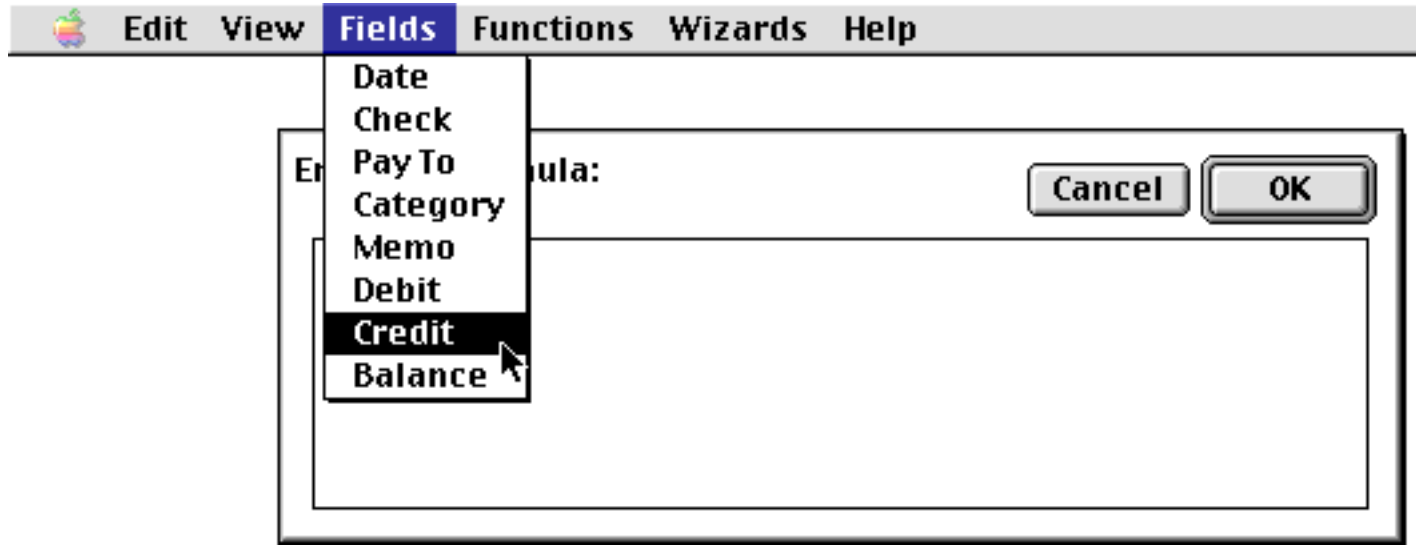 Edit View Fields Functions Wizards Help
Date
Check
Pay To
Category
Memo
Debit
Credit
Balance
ula:
Cancel OK